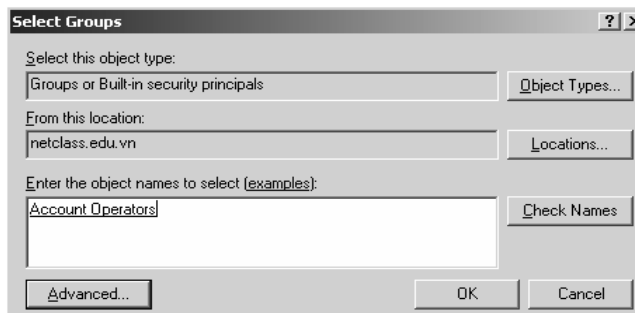 Select Groups
Select this object type:
Groups or Built-in security principals
Object Types...
From this location:
netclass.edu.vn
Locations...
Enter the object names to select (examples):
Account Operators
Check Names
Advanced...
OK
Cancel